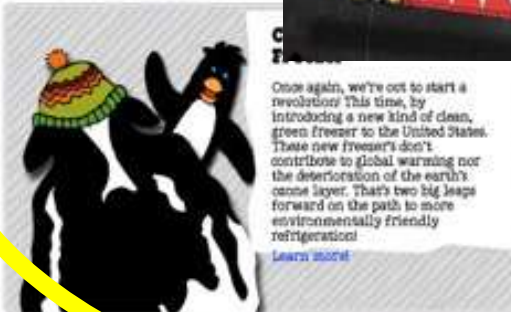 Once again, we're out to start a
revolution! This time, by
introducing a new kind of clean,
green freezer to the United States.
These new freezer's don't
contribute to global warming nor
the deterioration of the earth's
ozone layer. That's two big leaps
forward on the path to more
environmentally friendly
refrigeration!
Learn more!